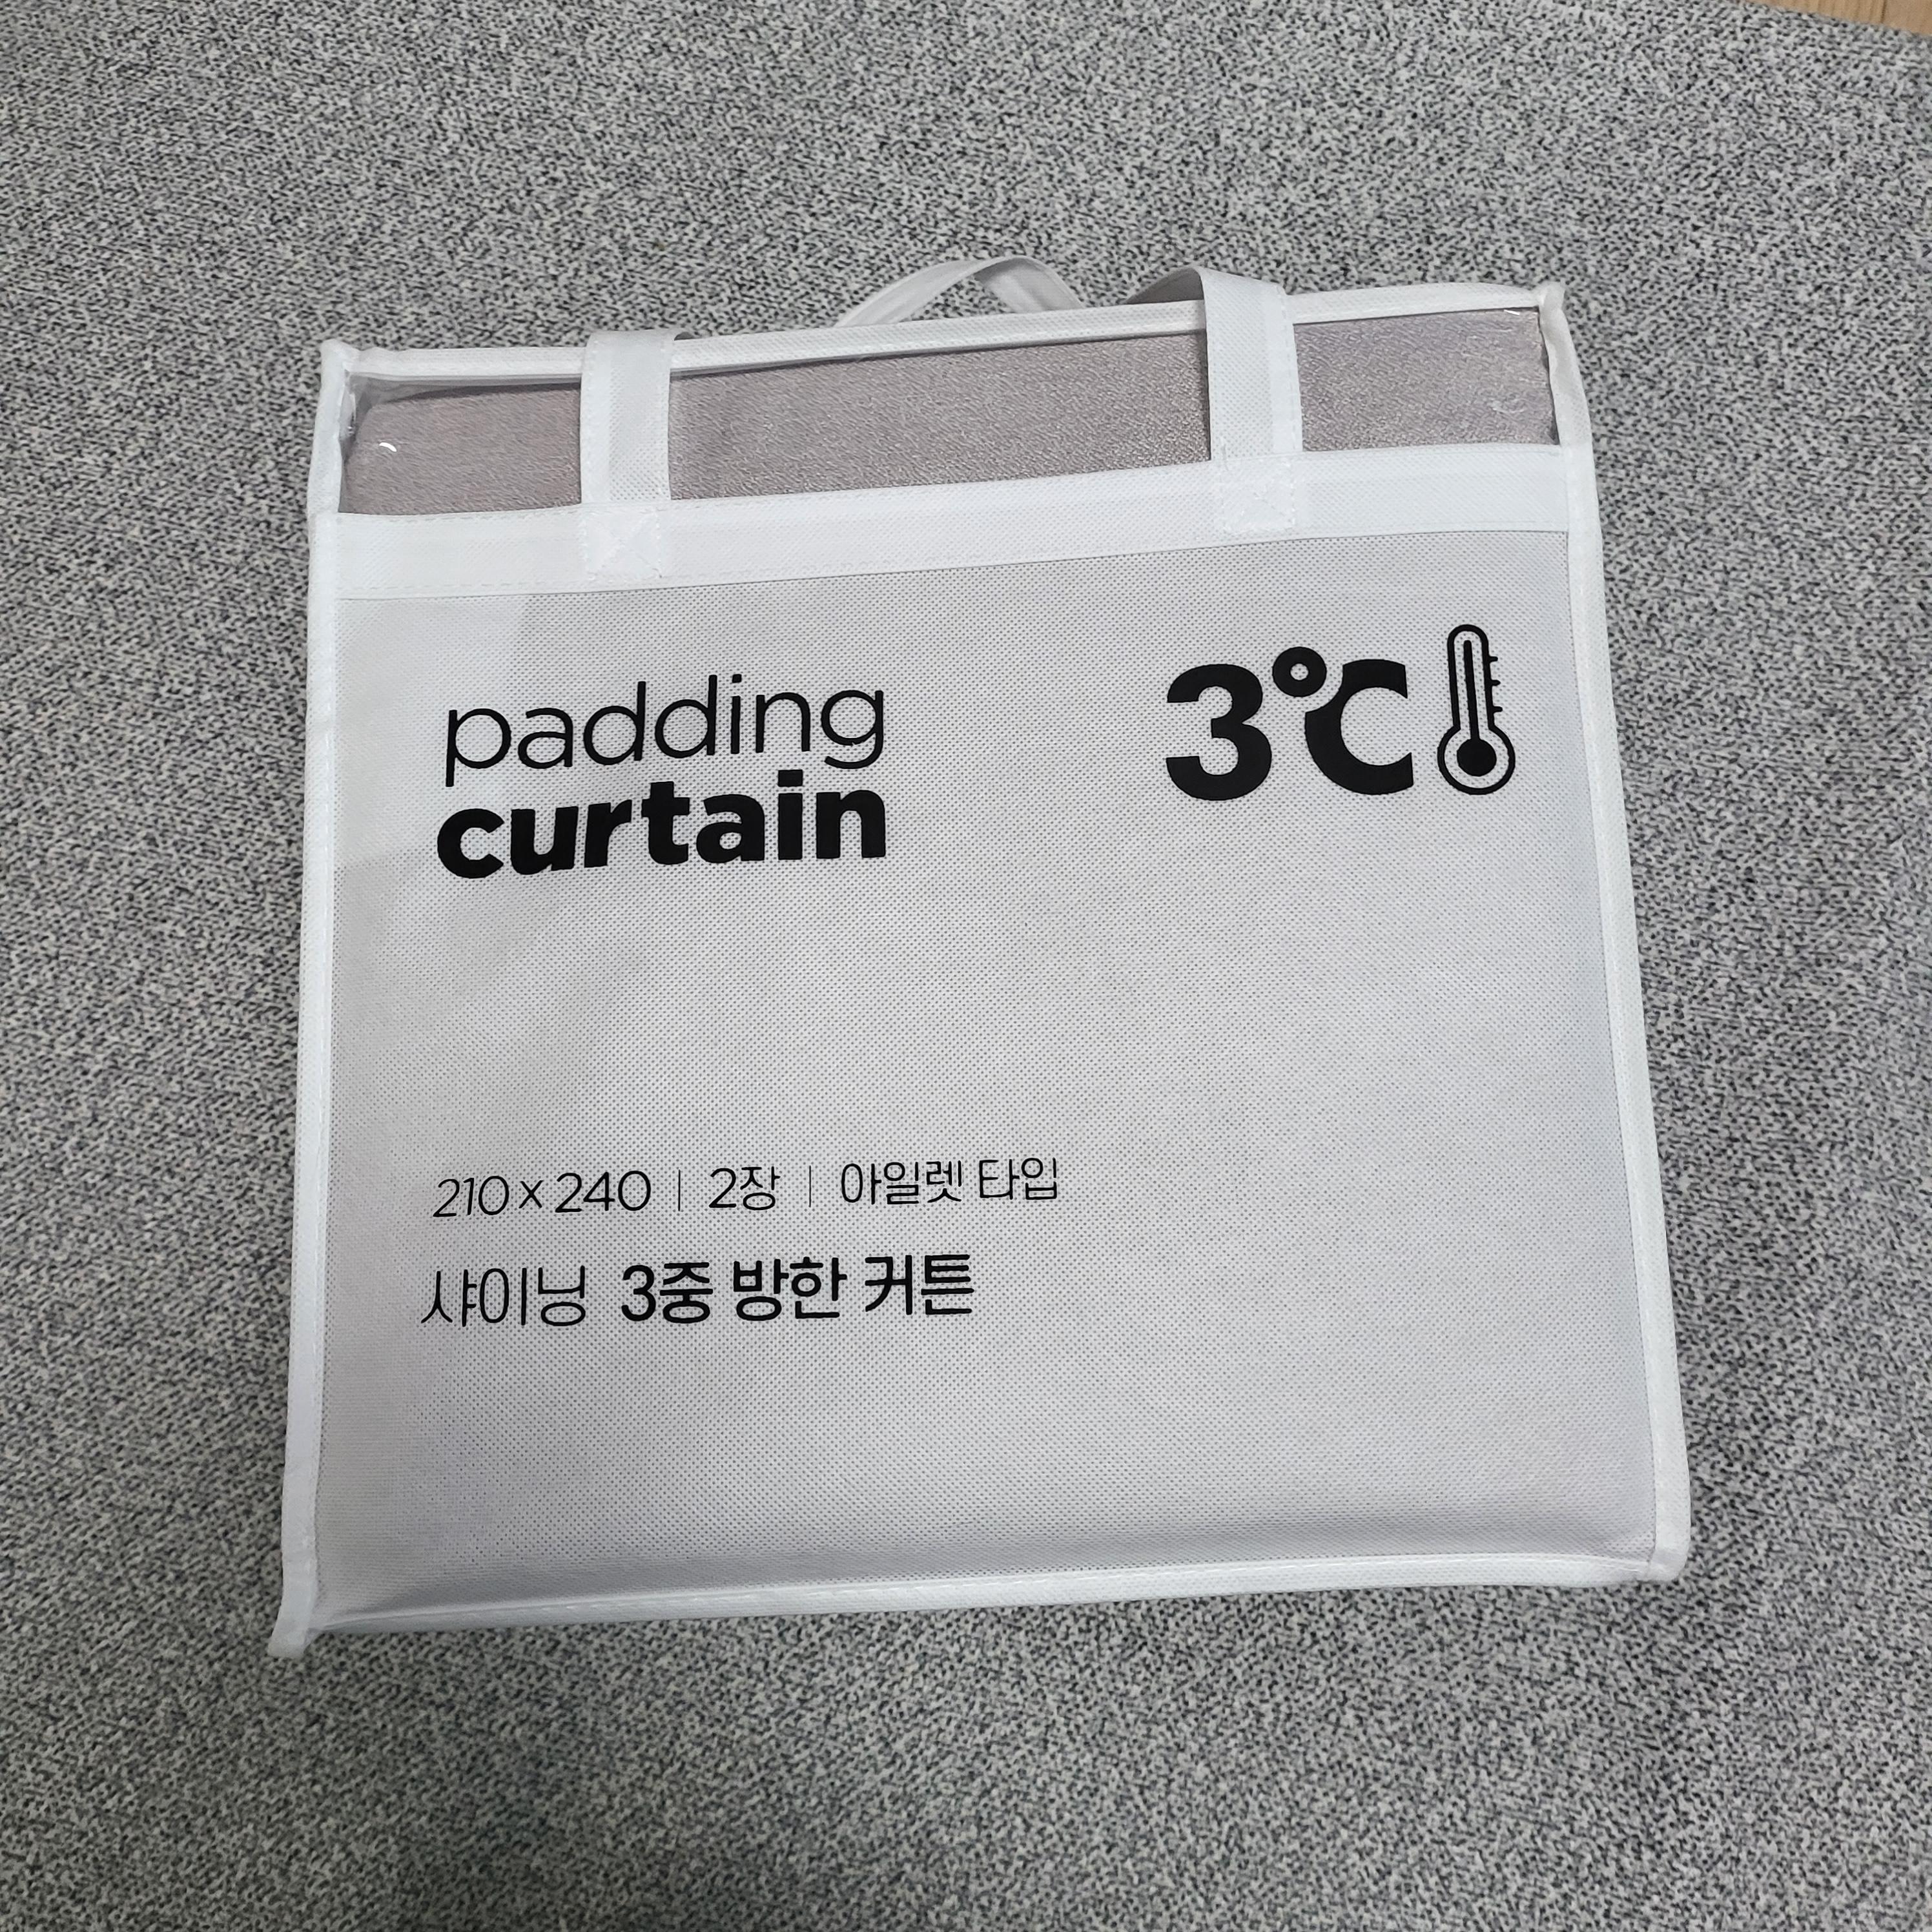 padding
curtain
3℃
210 x 240 | 2장 | 아일렛 타입
샤이닝 3중 방한 커튼